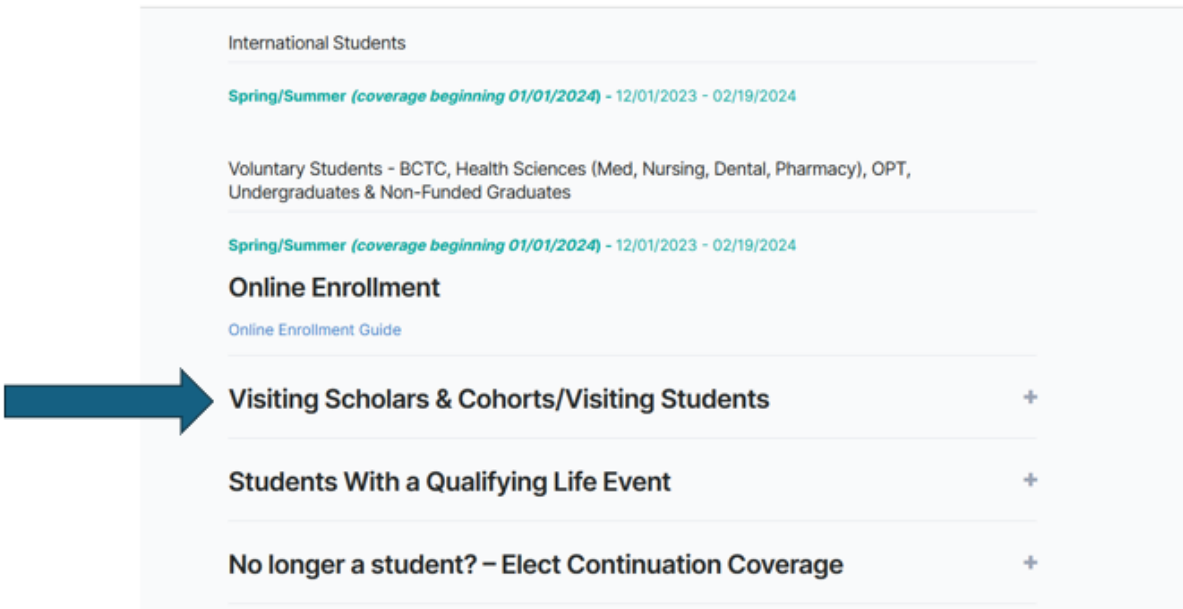 International Students
Spring/Summer (coverage beginning 01/01/2024) - 12/01/2023 - 02/19/2024
Voluntary Students - BCTC, Health Sciences (Med, Nursing, Dental, Pharmacy), OPT,
Undergraduates & Non-Funded Graduates
Spring/Summer (coverage beginning 01/01/2024) - 12/01/2023 - 02/19/2024
Online Enrollment
Online Enrollment Guide
Visiting Scholars & Cohorts/Visiting Students +
Students With a Qualifying Life Event +
No longer a student? – Elect Continuation Coverage +